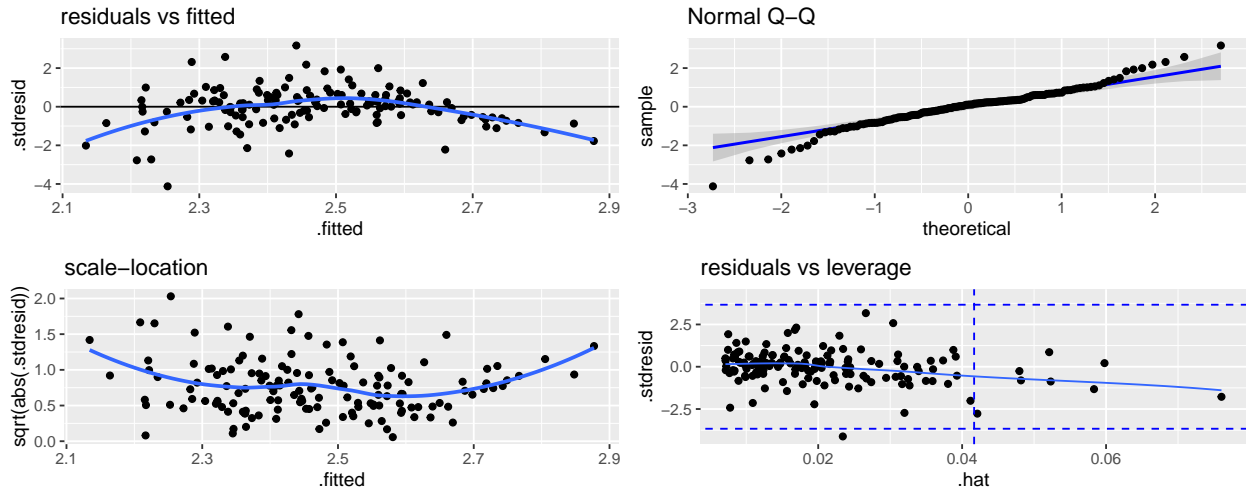 residuals vs fitted
.stdresid
2
0
−2
−4
2.1
2.3
2.5
2.7
2.9
.fitted
Normal Q−Q
sample
2
0
−2
−4
−3
−2
−1
0
1
2
theoretical
scale−location
sqrt(abs(.stdresid))
2.0
1.5
1.0
0.5
0.0
2.1
2.3
2.5
2.7
2.9
.fitted
residuals vs leverage
.stdresid
2.5
0.0
−2.5
0.02
0.04
0.06
.hat